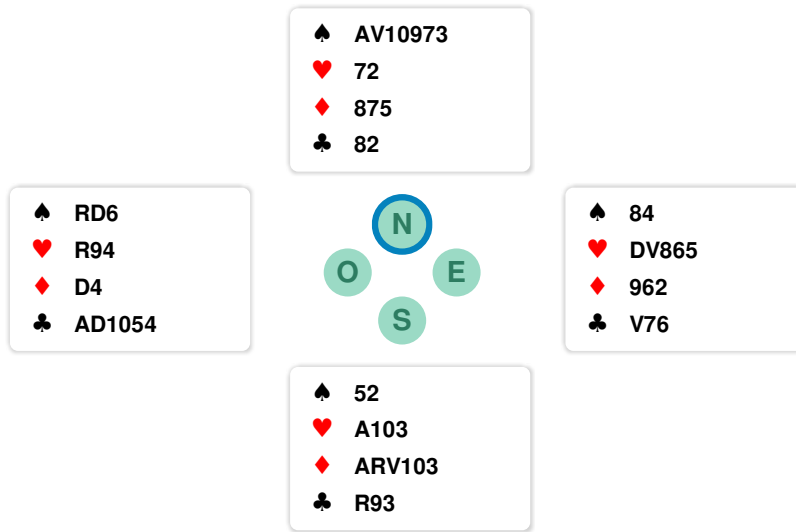 ♠ AV10973
♥ 72
♦ 875
♣ 82
♠ RD6
♥ R94
♦ D4
♣ AD1054
N
O E
S
♠ 84
♥ DV865
♦ 962
♣ V76
♠ 52
♥ A103
♦ ARV103
♣ R93